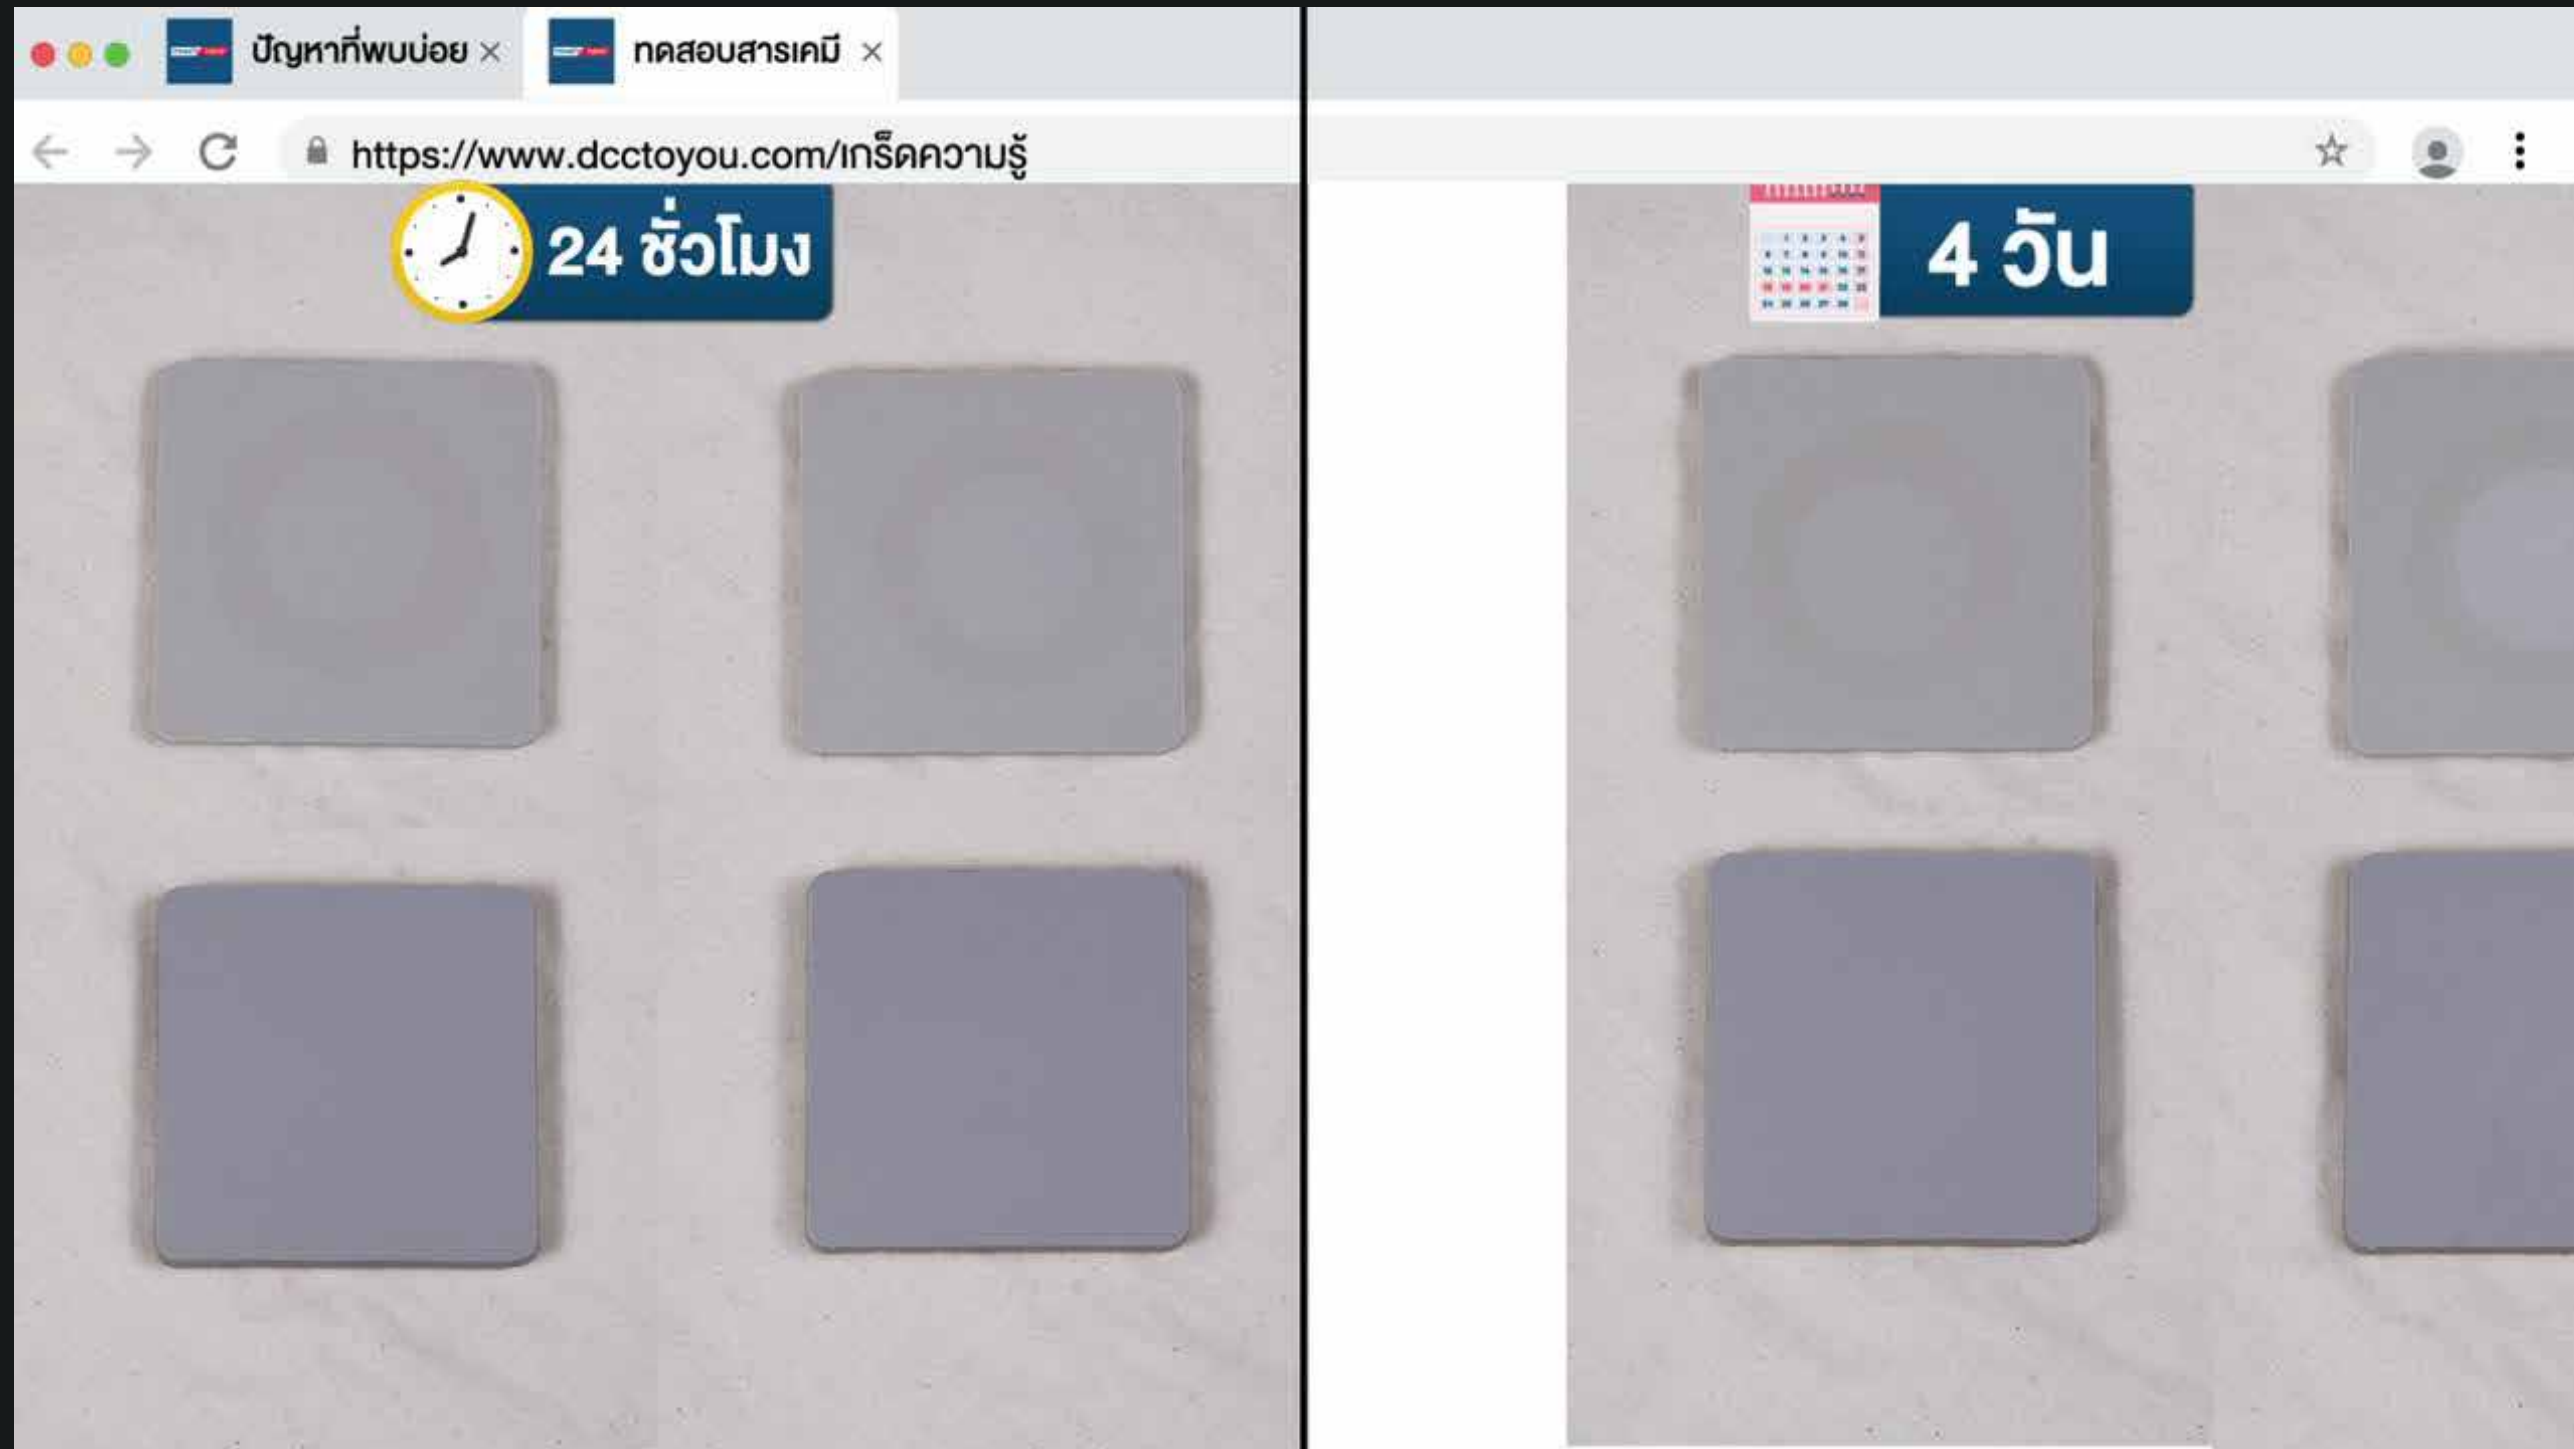 ปัญหาที่พบบ่อย
ทดสอบสารเคมี
https://www.dcctoyou.com/เกร็ดความรู้
24 ชั่วโมง
4 วัน